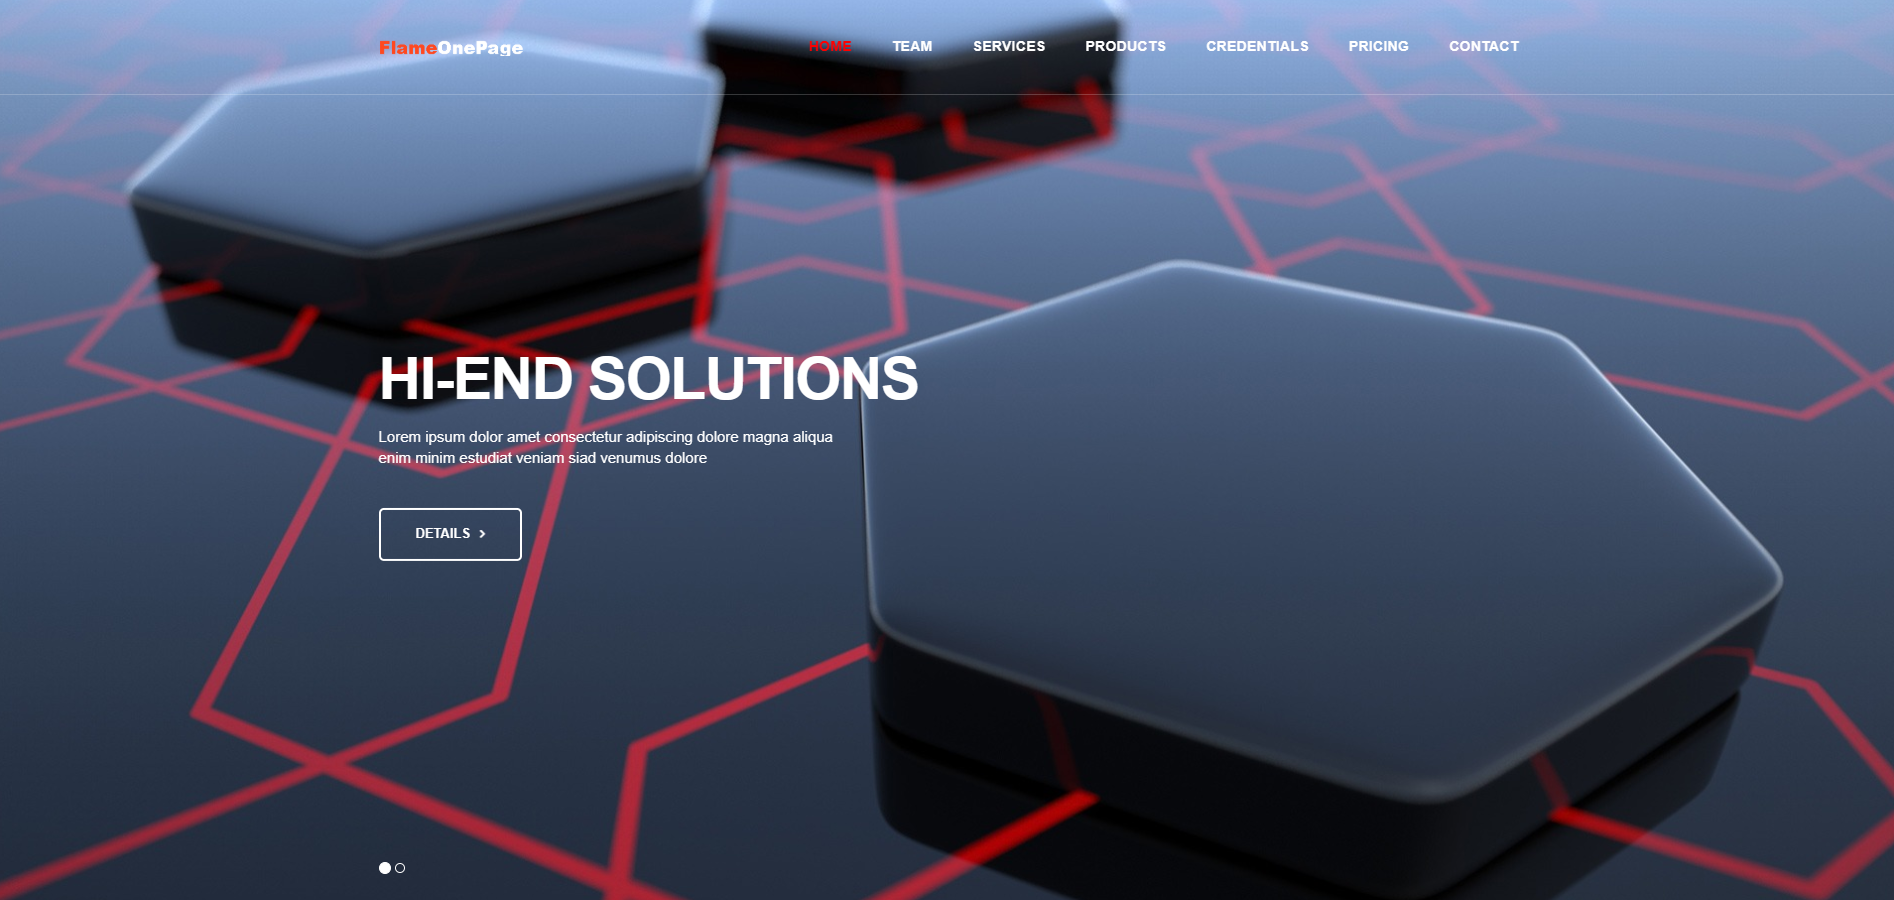 FlameOnePage
HOME TEAM SERVICES PRODUCTS CREDENTIALS PRICING CONTACT
HI-END SOLUTIONS
Lorem ipsum dolor amet consectetur adipiscing dolore magna aliqua
enim minim estudiat veniam siad venumus dolore
DETAILS